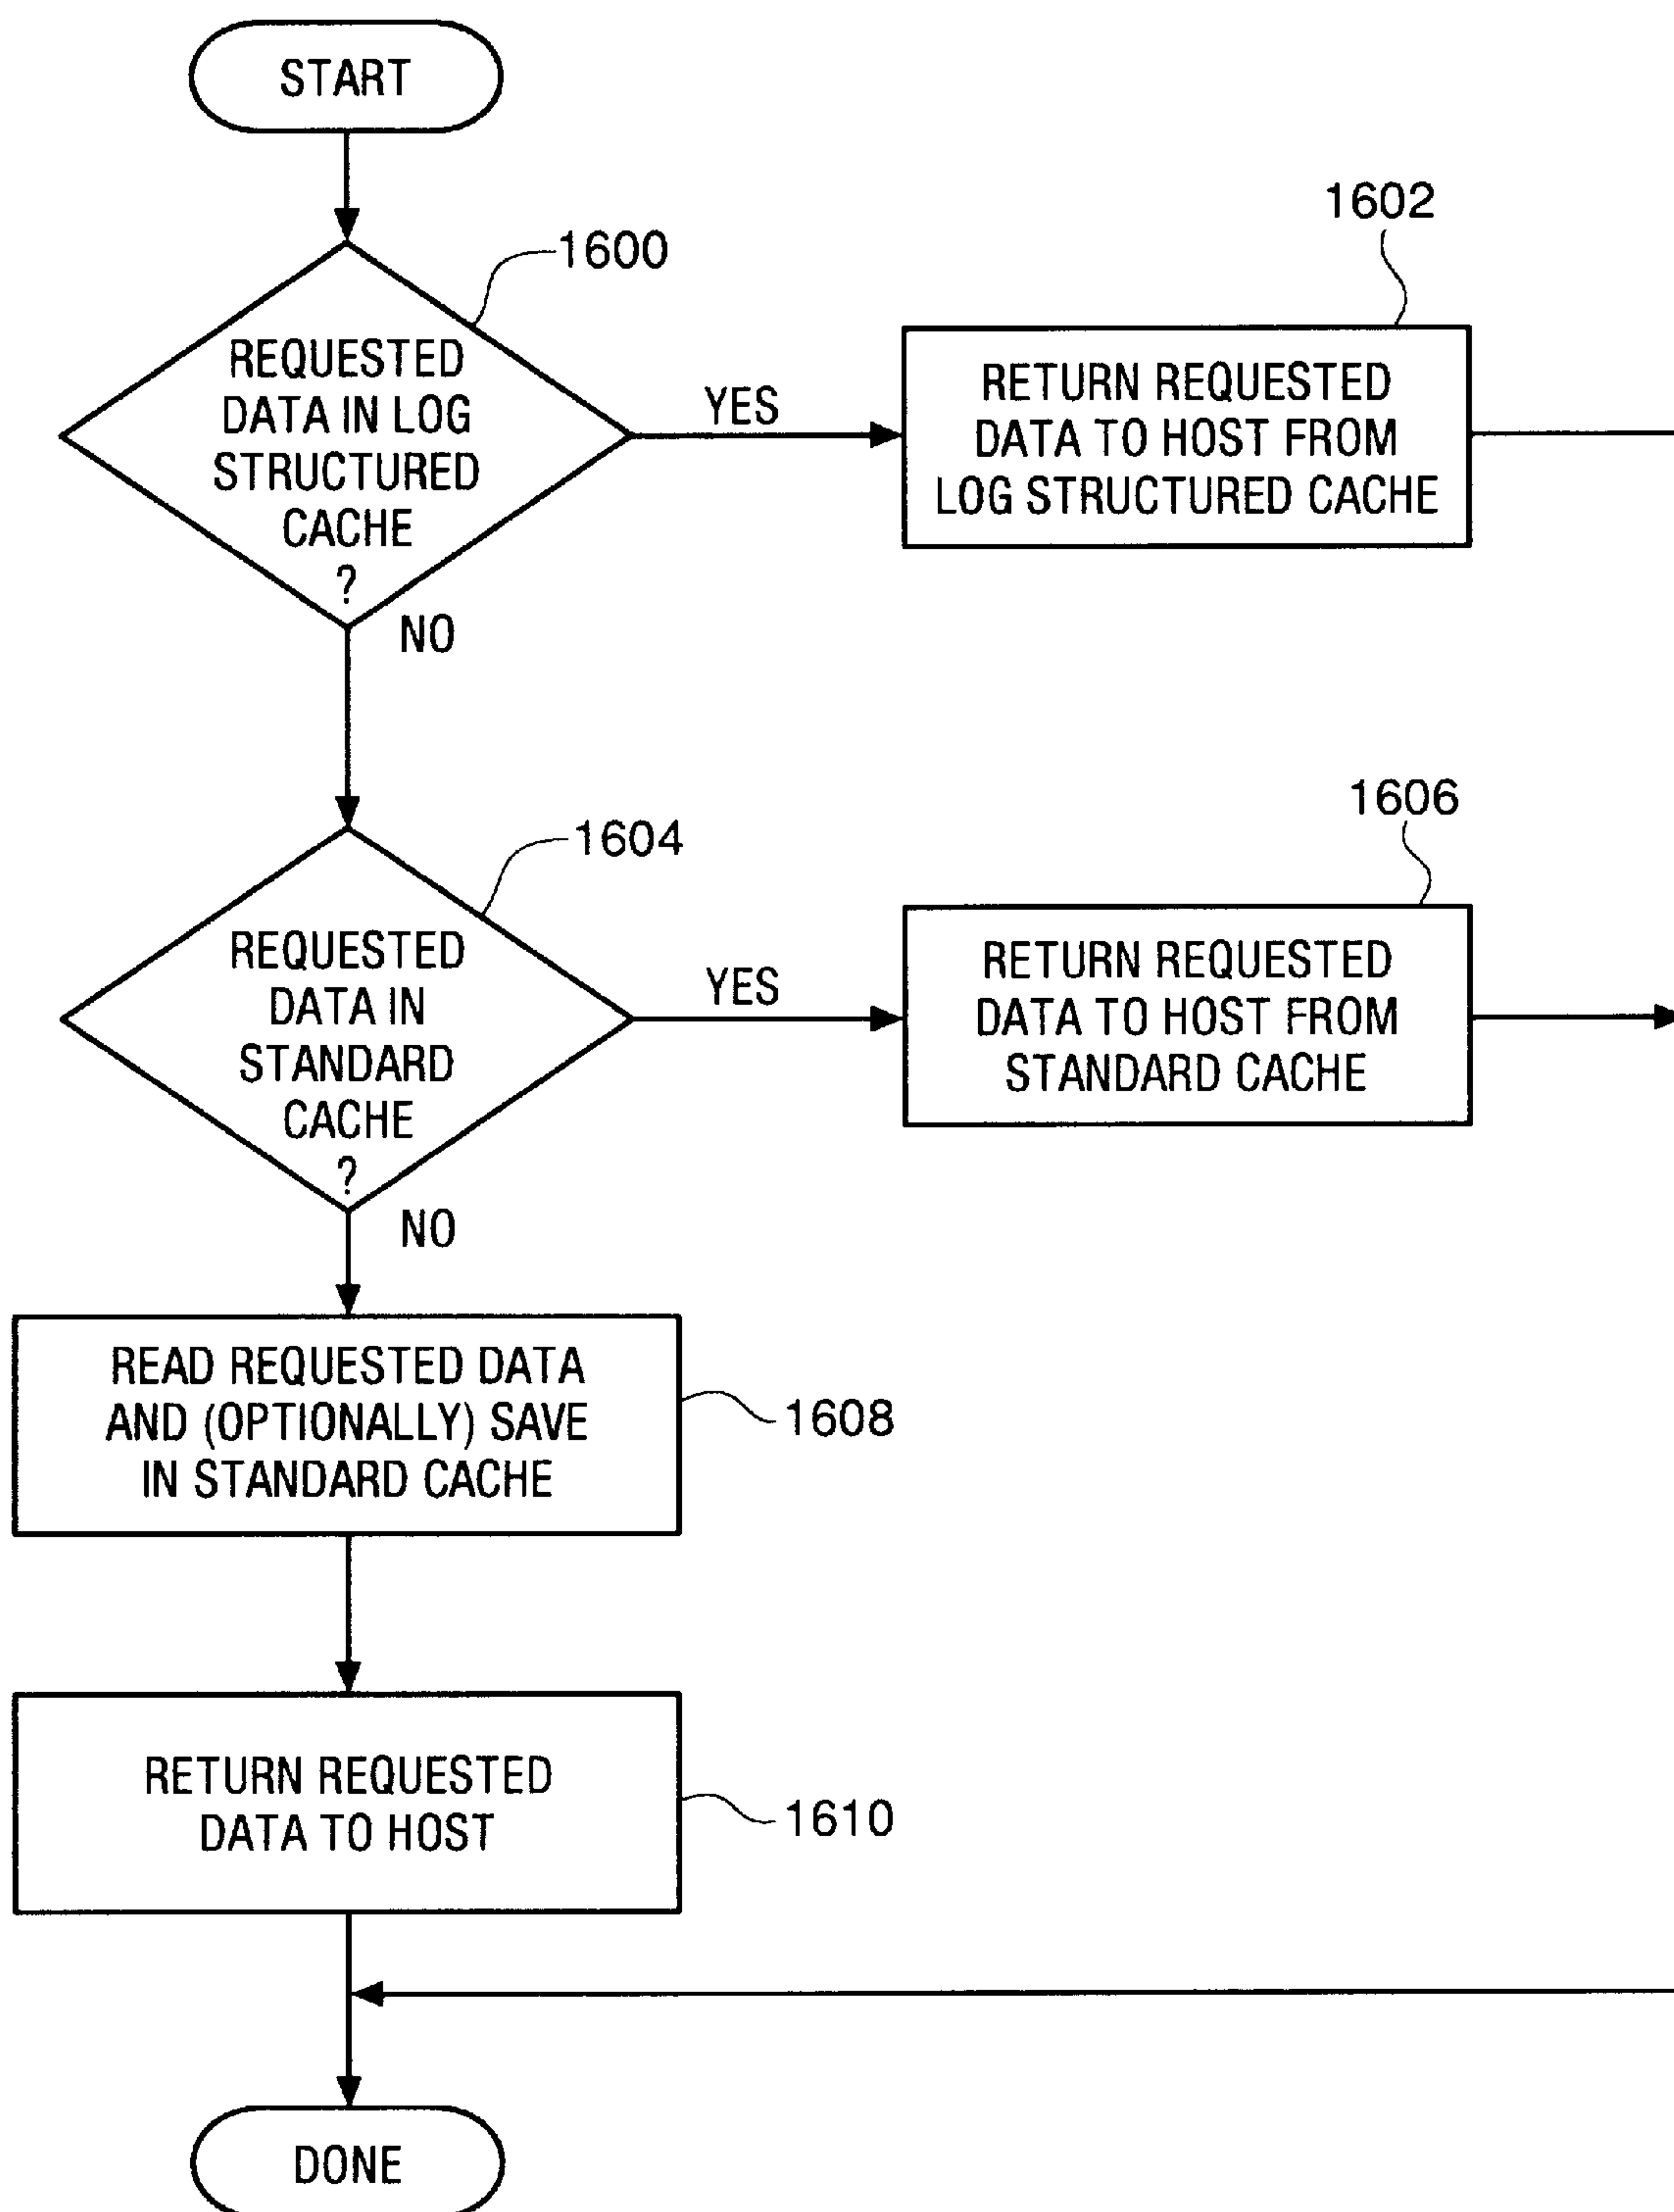 START
1600
REQUESTED
DATA IN LOG
STRUCTURED
CACHE
?
YES
NO
1602
RETURN REQUESTED
DATA TO HOST FROM
LOG STRUCTURED CACHE
1604
REQUESTED
DATA IN
STANDARD
CACHE
?
YES
NO
1606
RETURN REQUESTED
DATA TO HOST FROM
STANDARD CACHE
READ REQUESTED DATA
AND (OPTIONALLY) SAVE
IN STANDARD CACHE
1608
RETURN REQUESTED
DATA TO HOST
1610
DONE